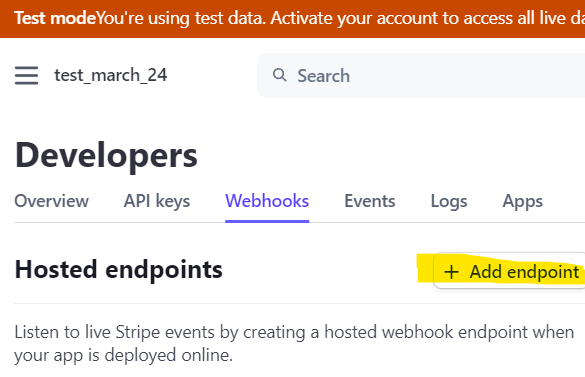 Test modeYou're using test data. Activate your account to access all live da
test_march_24
Search
Developers
Overview API keys Webhooks Events Logs Apps
Hosted endpoints
+ Add endpoint
Listen to live Stripe events by creating a hosted webhook endpoint when
your app is deployed online.